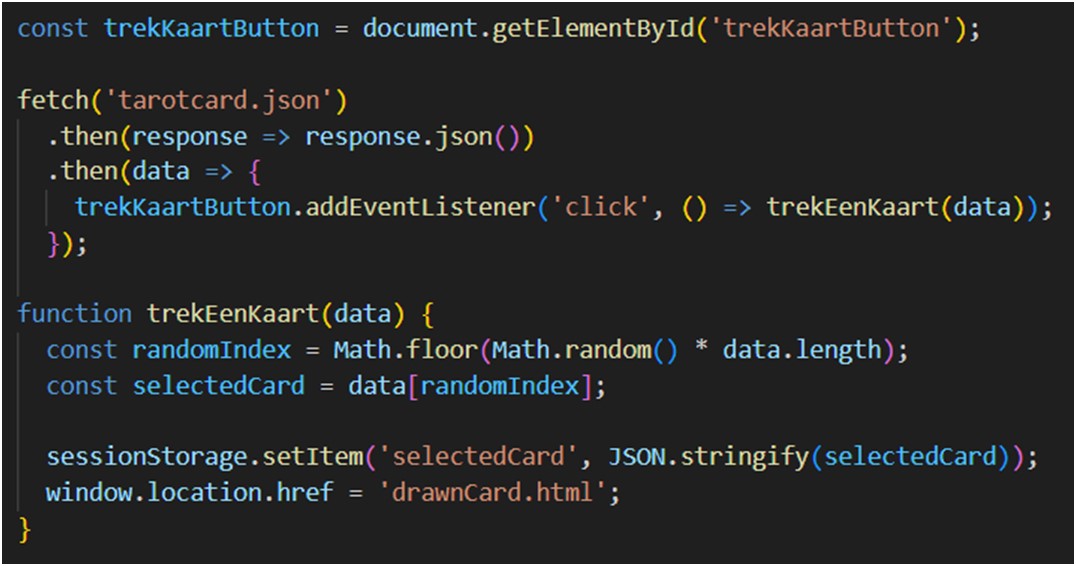 const trekKaartButton = document.getElementById('trekKaartButton');
fetch('tarotcard.json')
.then(response => response.json())
.then(data => {
trekKaartButton.addEventListener('click', () => trekEenKaart(data));
});
function trekEenKaart(data) {
const randomIndex = Math.floor(Math.random() * data.length);
const selectedCard = data[randomIndex];
sessionStorage.setItem('selectedCard', JSON.stringify(selectedCard));
window.location.href = 'drawnCard.html';
}